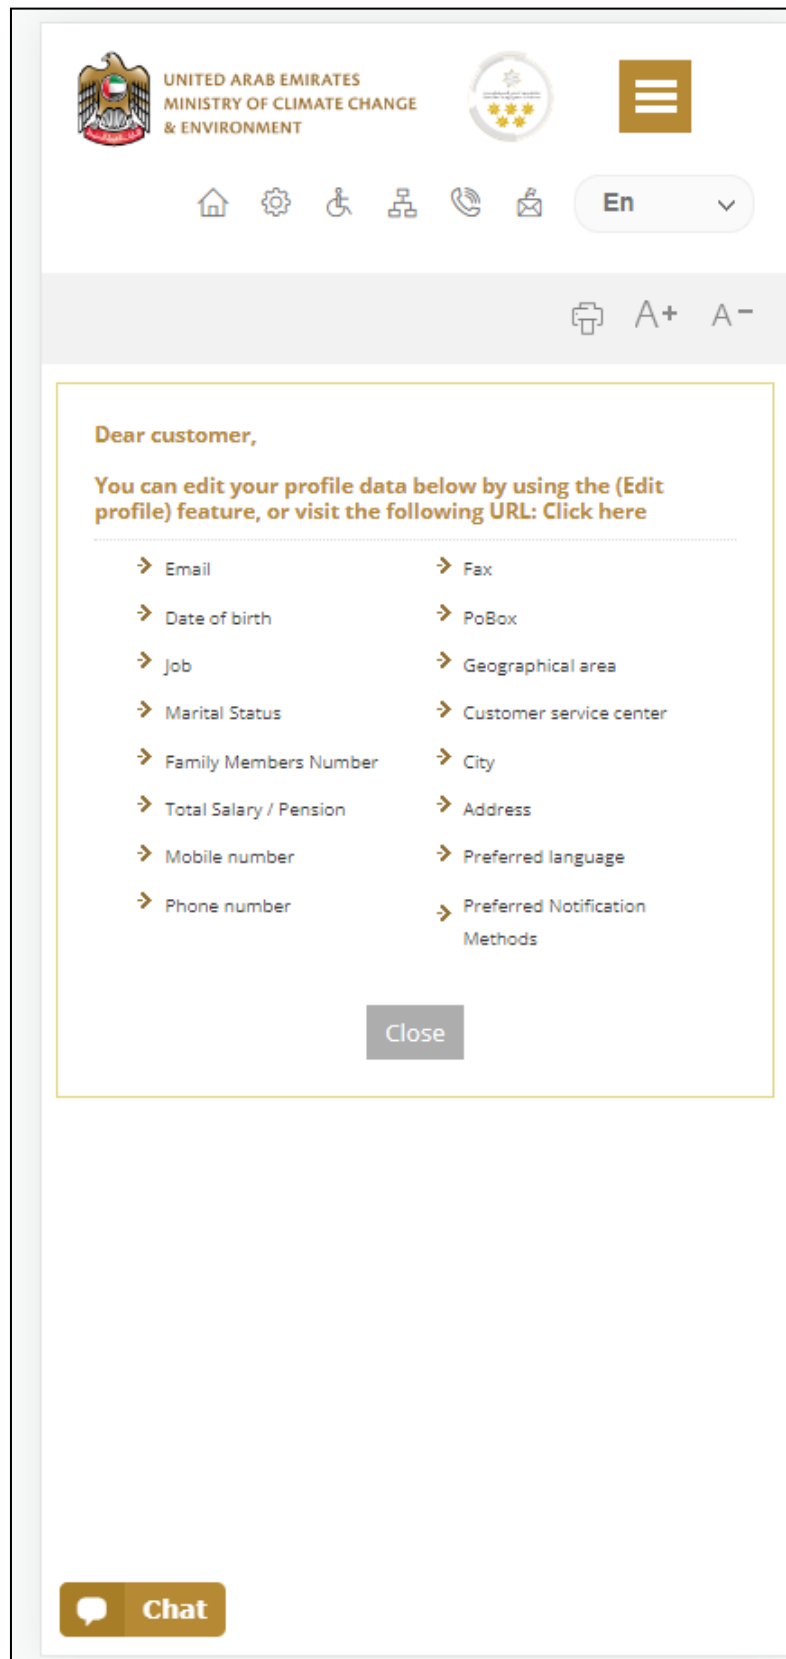 UNITED ARAB EMIRATES
MINISTRY OF CLIMATE CHANGE
& ENVIRONMENT
En
A+ A-
Dear customer,
You can edit your profile data below by using the (Edit
profile) feature, or visit the following URL: Click here
Email
Date of birth
Job
Marital Status
Family Members Number
Total Salary / Pension
Mobile number
Phone number
Fax
PoBox
Geographical area
Customer service center
City
Address
Preferred language
Preferred Notification
Methods
Close
Chat